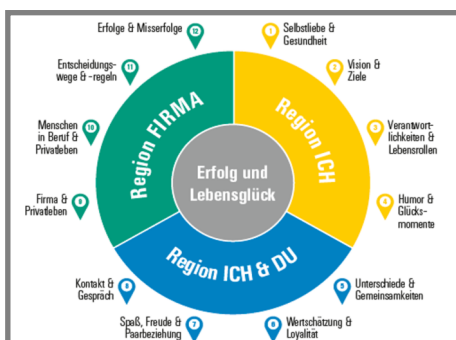 Erfolge & Misserfolge
12
1
Selbstliebe &
Gesundheit
Entscheidungs-
wege & -regeln
11
2
Vision &
Ziele
Menschen
in Beruf &
Privatleben
10
3
Verantwort-
lichkeiten &
Lebensrollen
Firma &
Privatleben
9
4
Humor &
Glücks-
momente
Kontakt &
Gespräch
8
5
Unterschiede &
Gemeinsamkeiten
Spaß, Freude &
Paarbeziehung
7
6
Wertschätzung &
Loyalität
Region FIRMA
Region ICH
Region ICH & DU
Erfolg und
Lebensglück